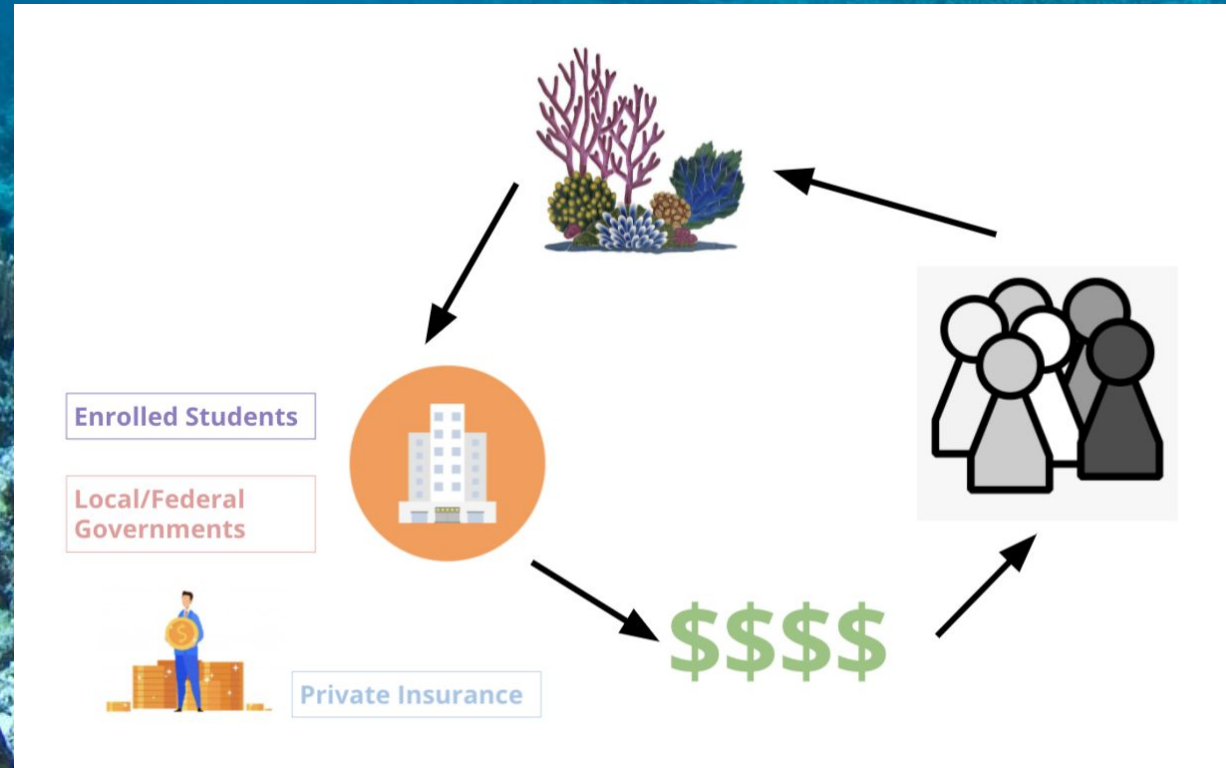 Enrolled Students
Local/Federal
Governments
$$$$
Private Insurance